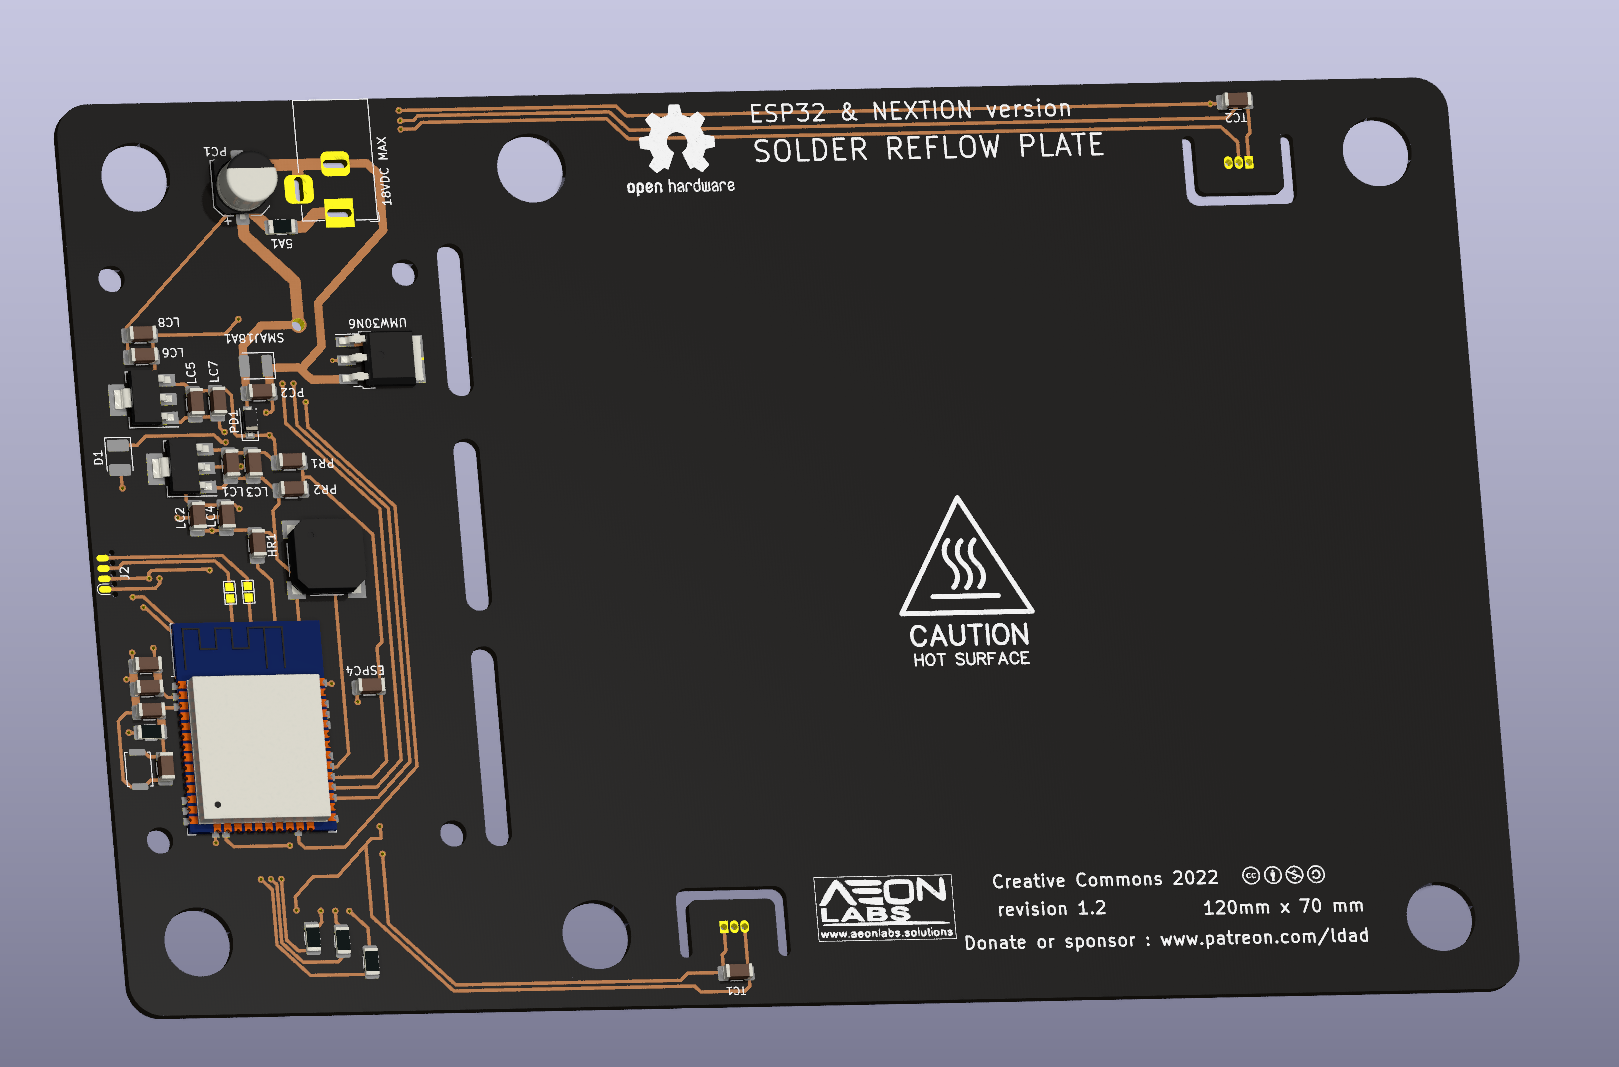 ESP32 & NEXTION version
SOLDER REFLOW PLATE
open hardware
TC2
PC1
18VDC MAX
+
5A1
LC8
SMAJ18A1
UMW30N6
LC6
LC5
LC7
PC2
PD1
D1
PR1
LC1
LC3
PR2
LC2
LC4
HR1
J2
ESPC4
CAUTION
HOT SURFACE
AEON
LABS
www.aeonlabs.solutions
Creative Commons 2022
cc
revision 1.2
120mm x 70 mm
Donate or sponsor : www.patreon.com/ldad
TC1